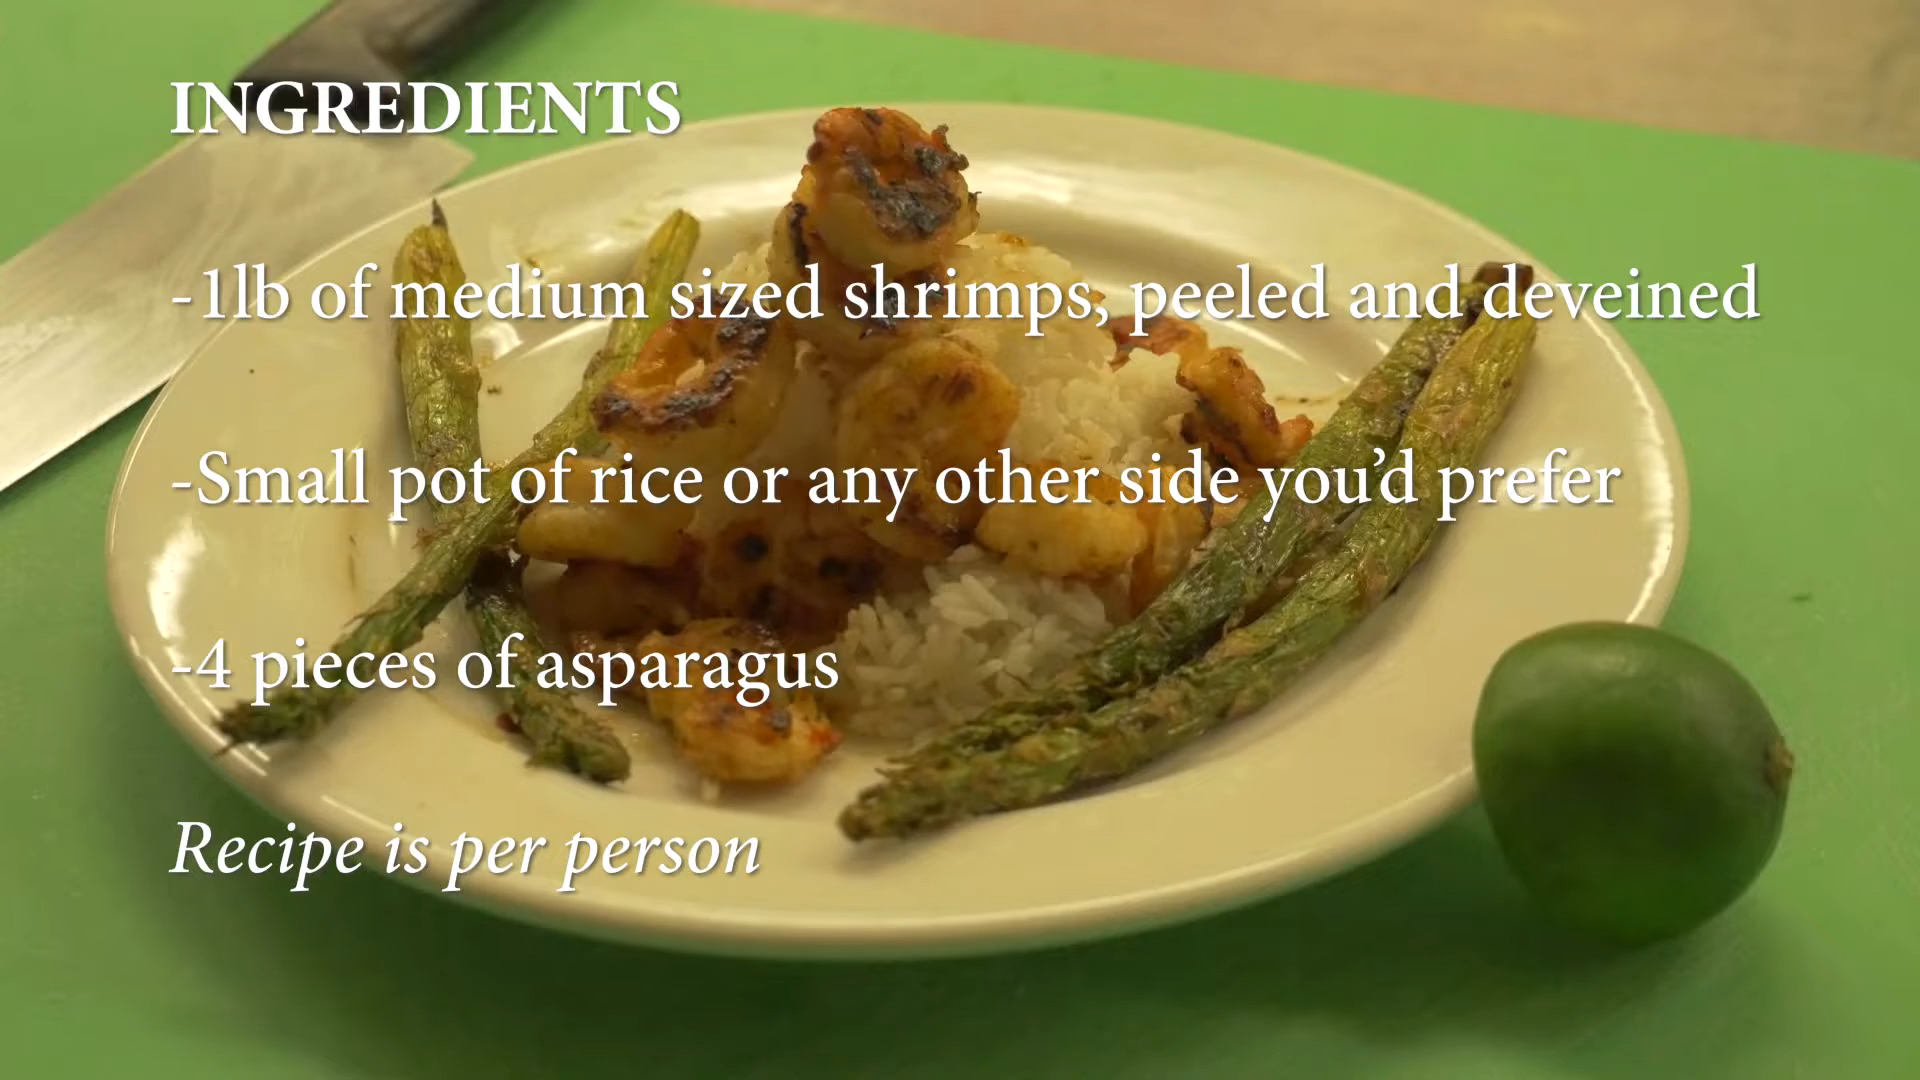 INGREDIENTS
-1lb of medium sized shrimps, peeled and deveined
-Small pot of rice or any other side you’d prefer
-4 pieces of asparagus
Recipe is per person